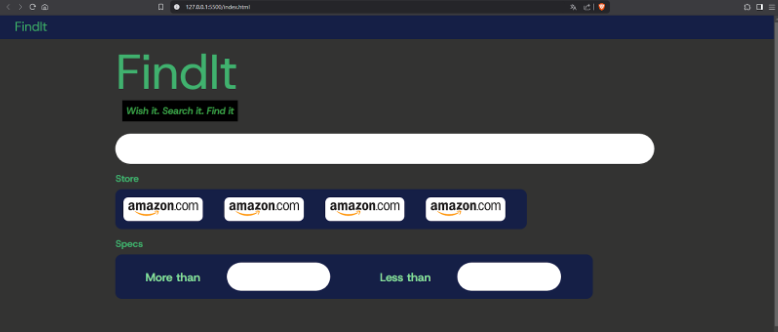 127.0.0.1:5500/index.html
FindIt
FindIt
Wish it. Search it. Find it
Store
amazon.com amazon.com amazon.com amazon.com
Specs
More than Less than